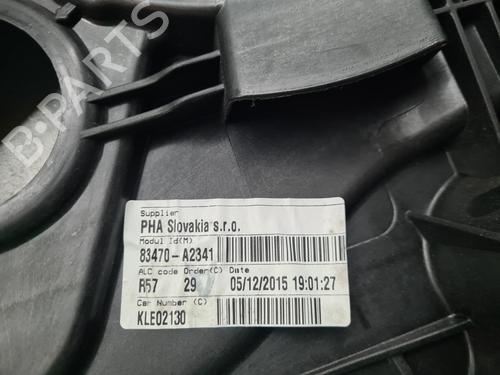 B-PARTS
Supplier
PHA Slovakia s.r.o.
Modul Id(M)
83470-A2341
ALC code Order(C) Date
R57 29 05/12/2015 19:01:27
Car Number (C)
KLE02130